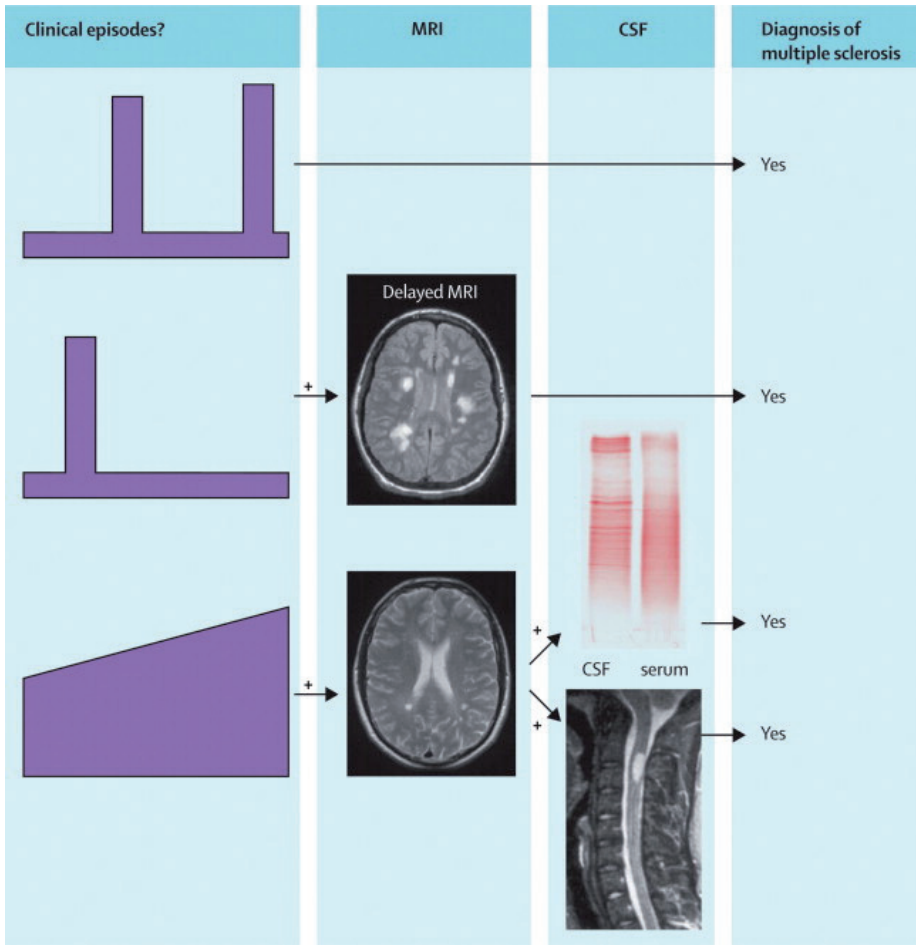 Clinical episodes?
MRI
CSF
Diagnosis of
multiple sclerosis
Yes
Delayed MRI
+
Yes
+
+
+
Yes
CSF serum
Yes